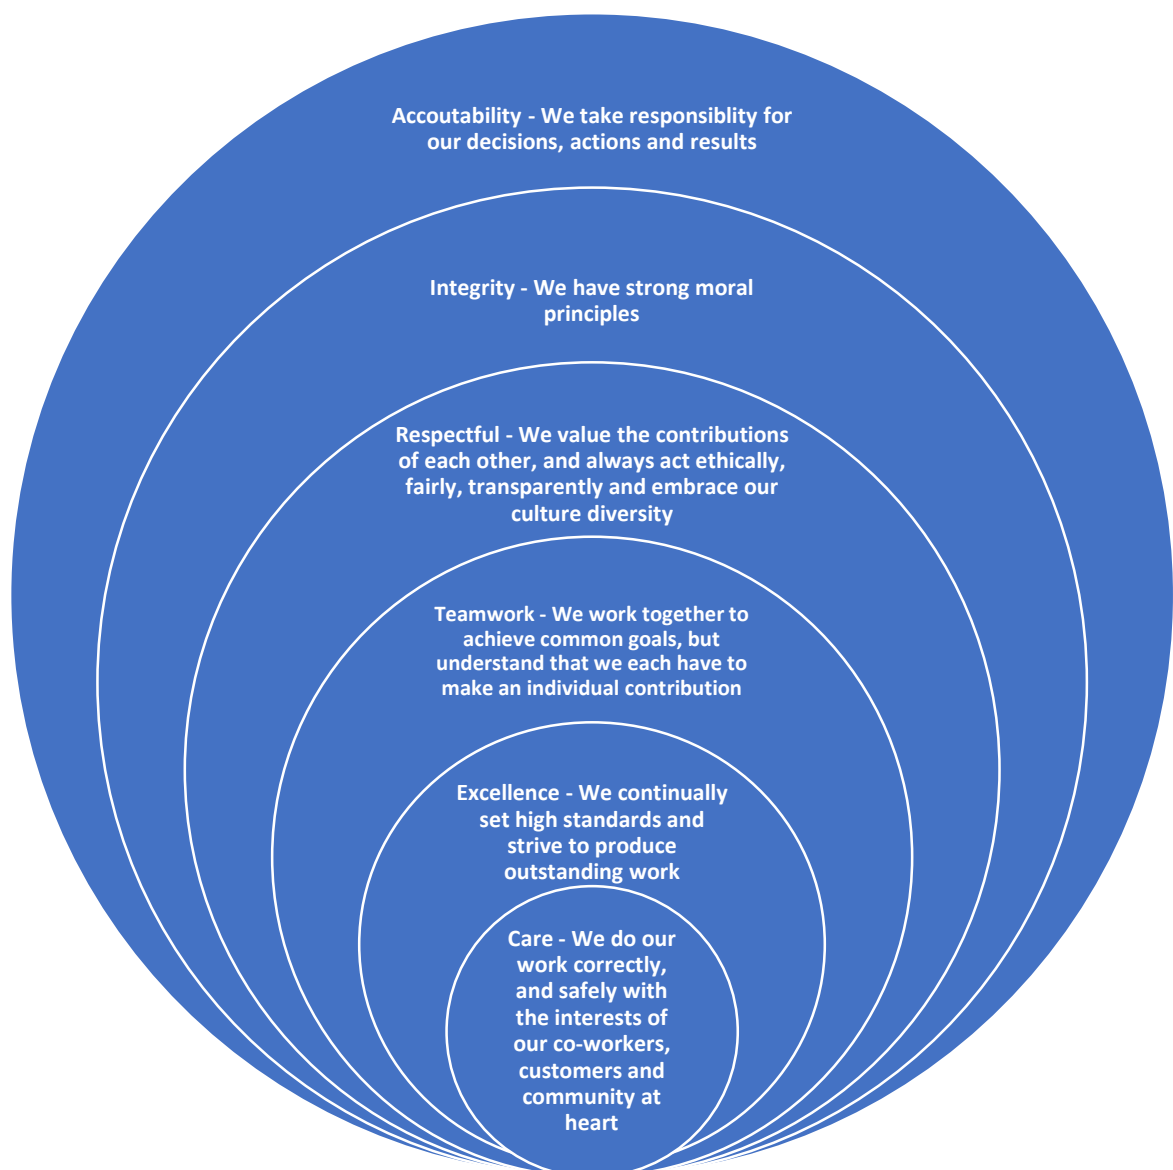 Accoutability - We take responsiblity for
our decisions, actions and results
Integrity - We have strong moral
principles
Respectful - We value the contributions
of each other, and always act ethically,
fairly, transparently and embrace our
culture diversity
Teamwork - We work together to
achieve common goals, but
understand that we each have to
make an individual contribution
Excellence - We continually
set high standards and
strive to produce
outstanding work
Care - We do our
work correctly,
and safely with
the interests of
our co-workers,
customers and
community at
heart